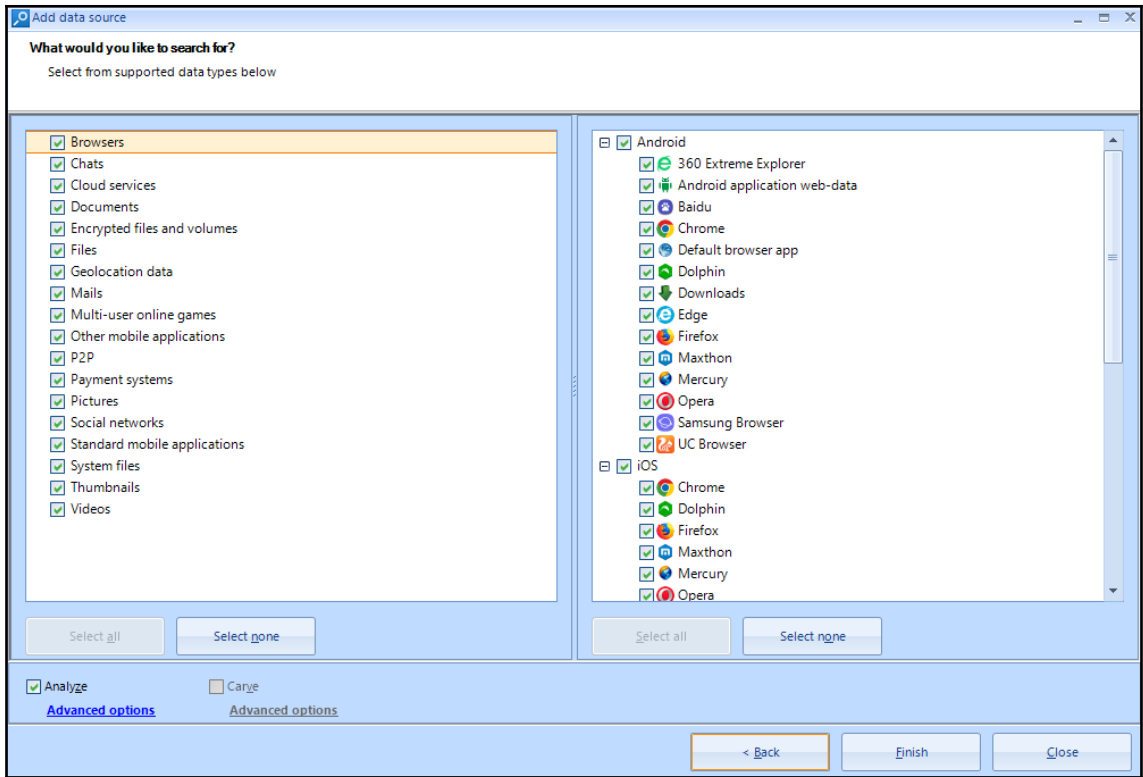 Add data source
What would you like to search for?
Select from supported data types below
Browsers
Chats
Cloud services
Documents
Encrypted files and volumes
Files
Geolocation data
Mails
Multi-user online games
Other mobile applications
P2P
Payment systems
Pictures
Social networks
Standard mobile applications
System files
Thumbnails
Videos
Select all
Select none
Android
360 Extreme Explorer
Android application web-data
Baidu
Chrome
Default browser app
Dolphin
Downloads
Edge
Firefox
Maxthon
Mercury
Opera
Samsung Browser
UC Browser
iOS
Chrome
Dolphin
Firefox
Maxthon
Mercury
Opera
Select all
Select none
Analyze
Carve
Advanced options
Advanced options
< Back
Finish
Close